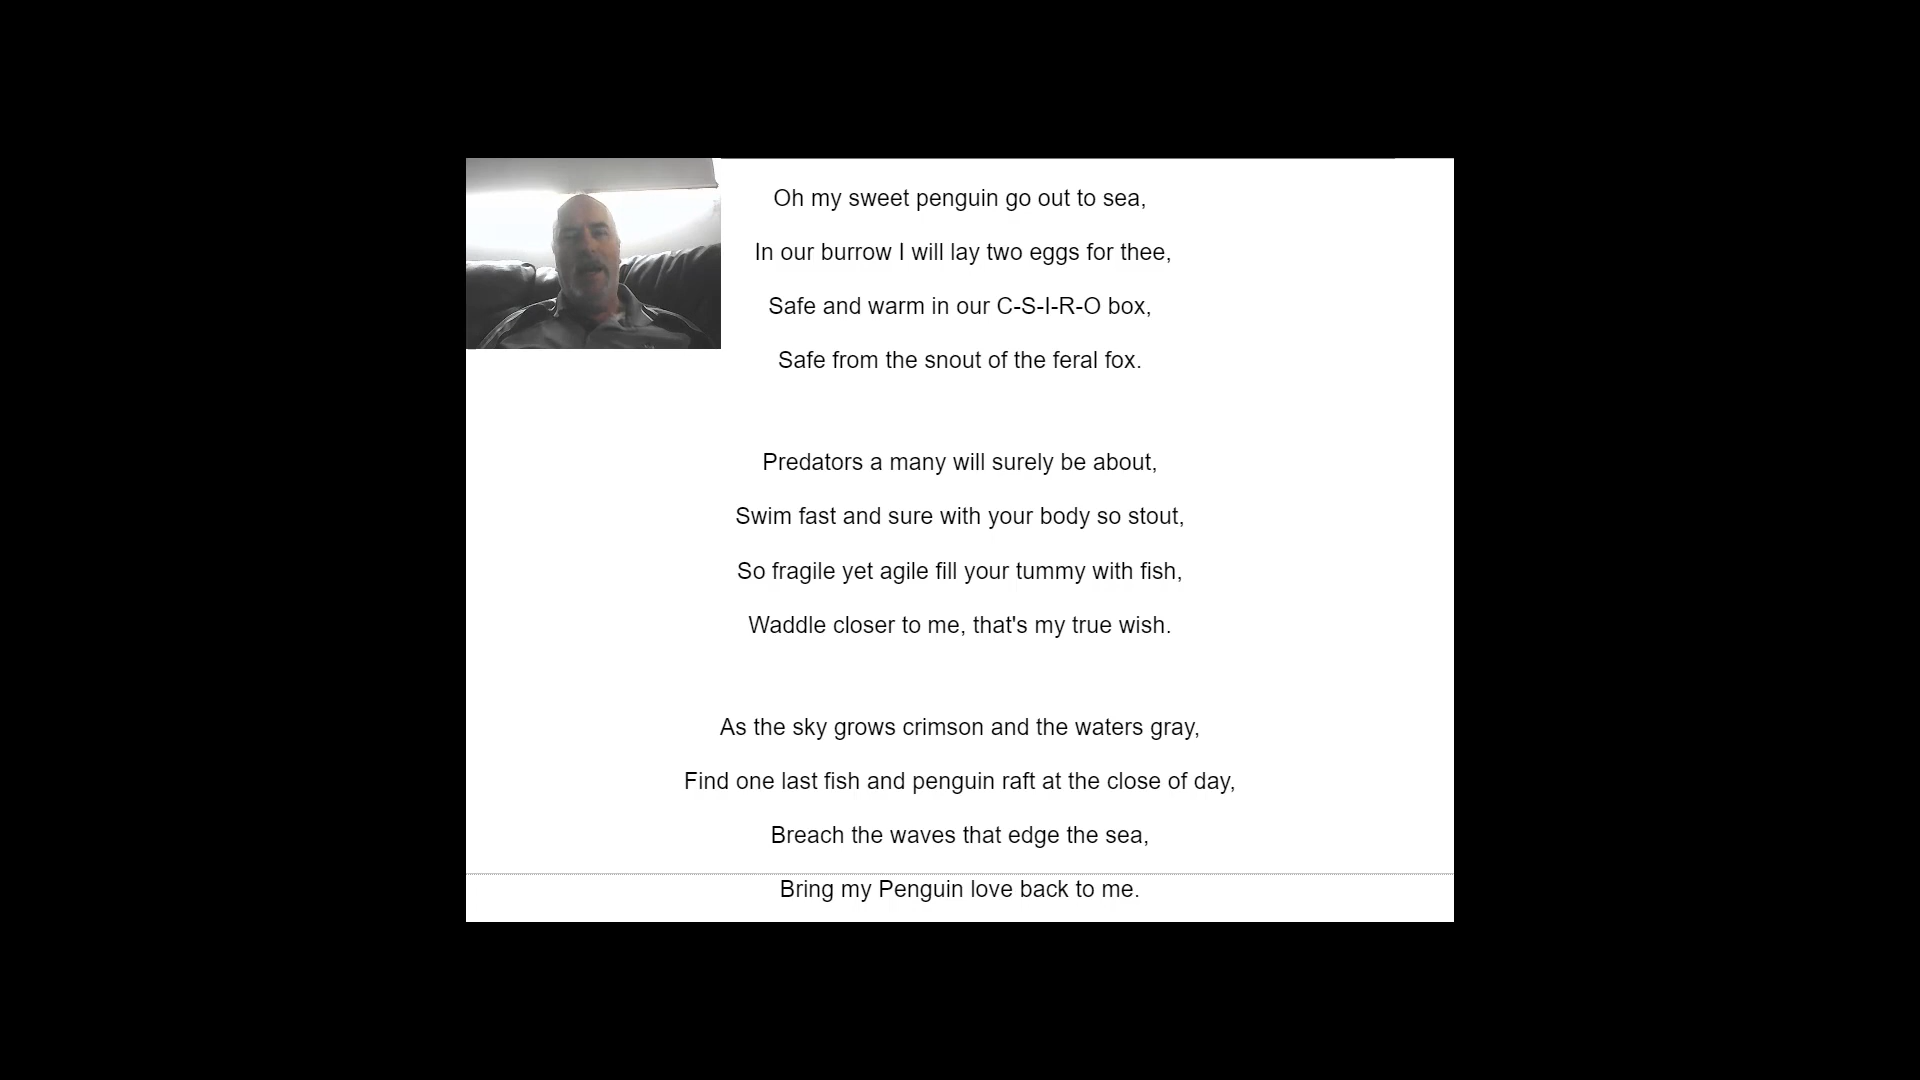 Oh my sweet penguin go out to sea,
In our burrow I will lay two eggs for thee,
Safe and warm in our C-S-I-R-O box,
Safe from the snout of the feral fox.
Predators a many will surely be about,
Swim fast and sure with your body so stout,
So fragile yet agile fill your tummy with fish,
Waddle closer to me, that's my true wish.
As the sky grows crimson and the waters gray,
Find one last fish and penguin raft at the close of day,
Breach the waves that edge the sea,
Bring my Penguin love back to me.